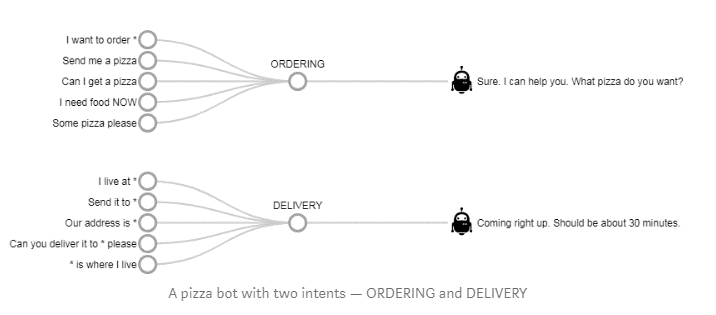 I want to order *
Send me a pizza
Can I get a pizza
I need food NOW
Some pizza please
ORDERING
Sure. I can help you. What pizza do you want?
I live at *
Send it to *
Our address is *
Can you deliver it to * please
* is where I live
DELIVERY
Coming right up. Should be about 30 minutes.
A pizza bot with two intents — ORDERING and DELIVERY